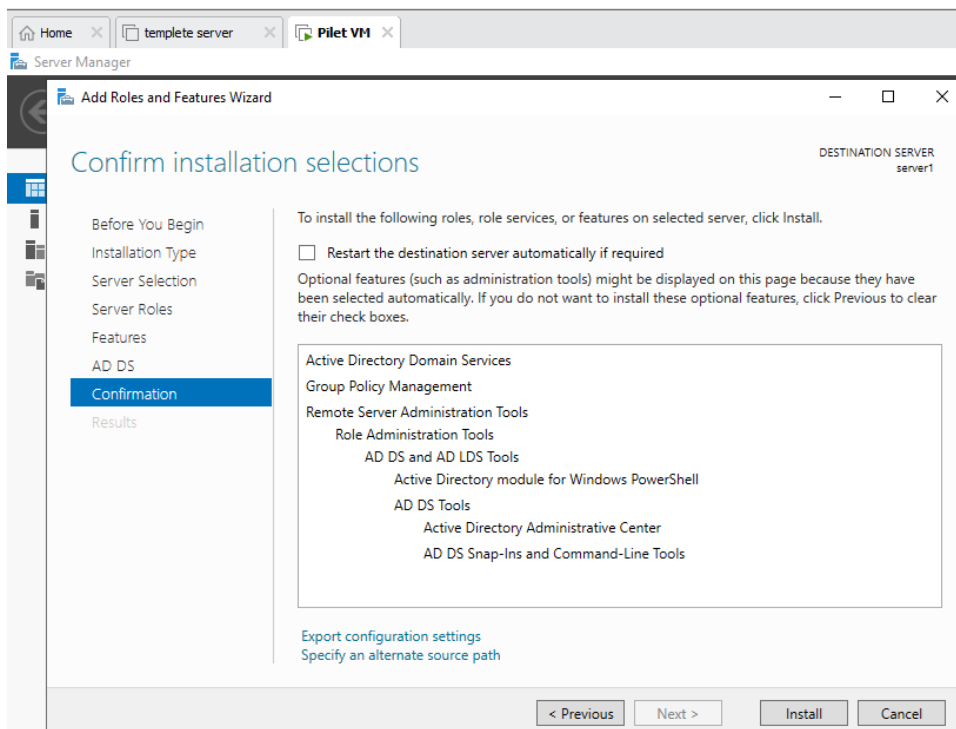 Home
templete server
Pilet VM
Server Manager
Add Roles and Features Wizard
Confirm installation selections
DESTINATION SERVER
server1
Before You Begin
Installation Type
Server Selection
Server Roles
Features
AD DS
Confirmation
Results
To install the following roles, role services, or features on selected server, click Install.
Restart the destination server automatically if required
Optional features (such as administration tools) might be displayed on this page because they have
been selected automatically. If you do not want to install these optional features, click Previous to clear
their check boxes.
Active Directory Domain Services
Group Policy Management
Remote Server Administration Tools
Role Administration Tools
AD DS and AD LDS Tools
Active Directory module for Windows PowerShell
AD DS Tools
Active Directory Administrative Center
AD DS Snap-Ins and Command-Line Tools
Export configuration settings
Specify an alternate source path
< Previous
Next >
Install
Cancel